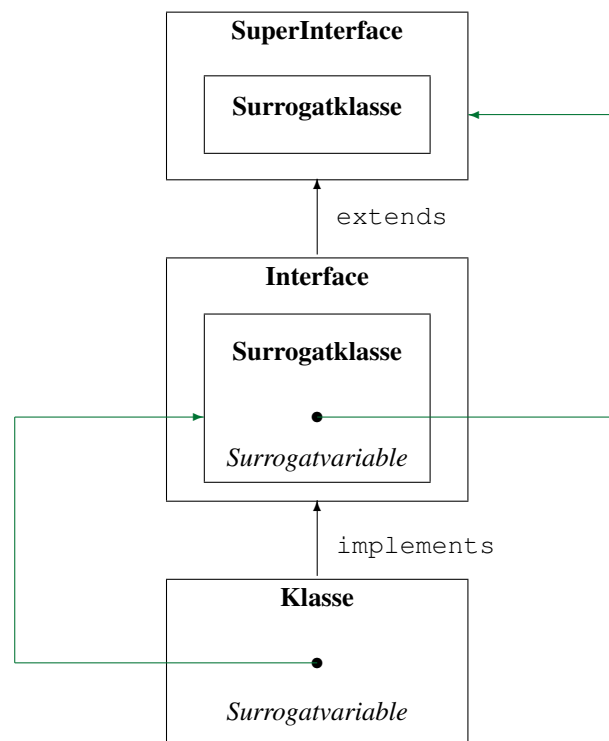 SuperInterface
Surrogatklasse
extends
Interface
Surrogatklasse
Surrogatvariable
implements
Klasse
Surrogatvariable